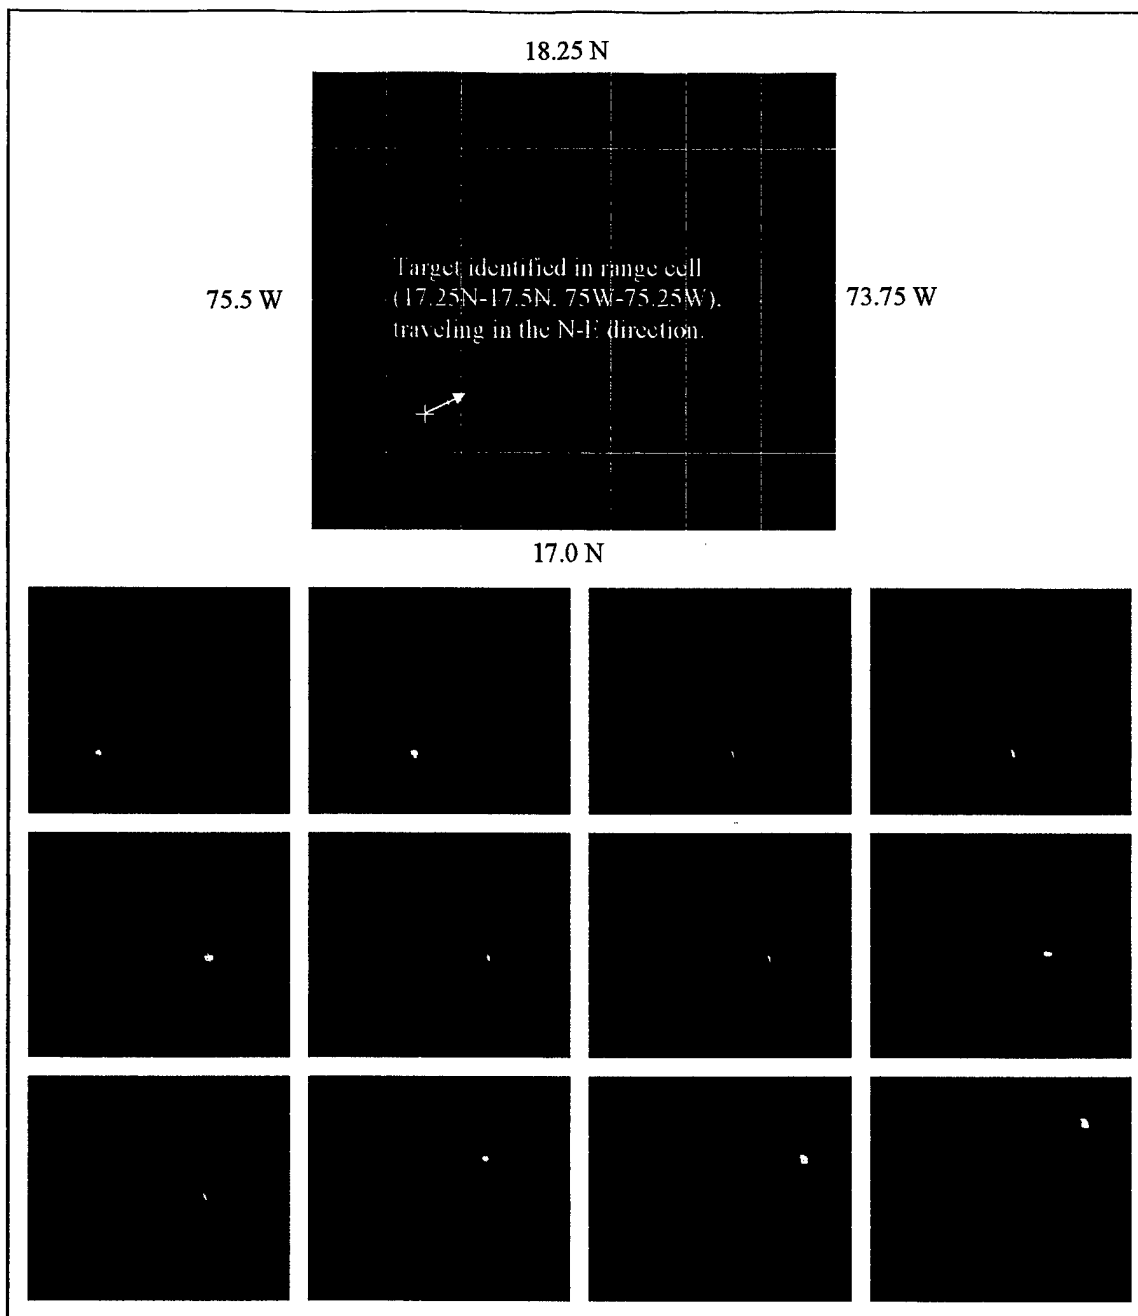 18.25 N
Target identified in range cell
(17.25N-17.5N, 75W-75.25W),
traveling in the N-E direction.
75.5 W
73.75 W
17.0 N